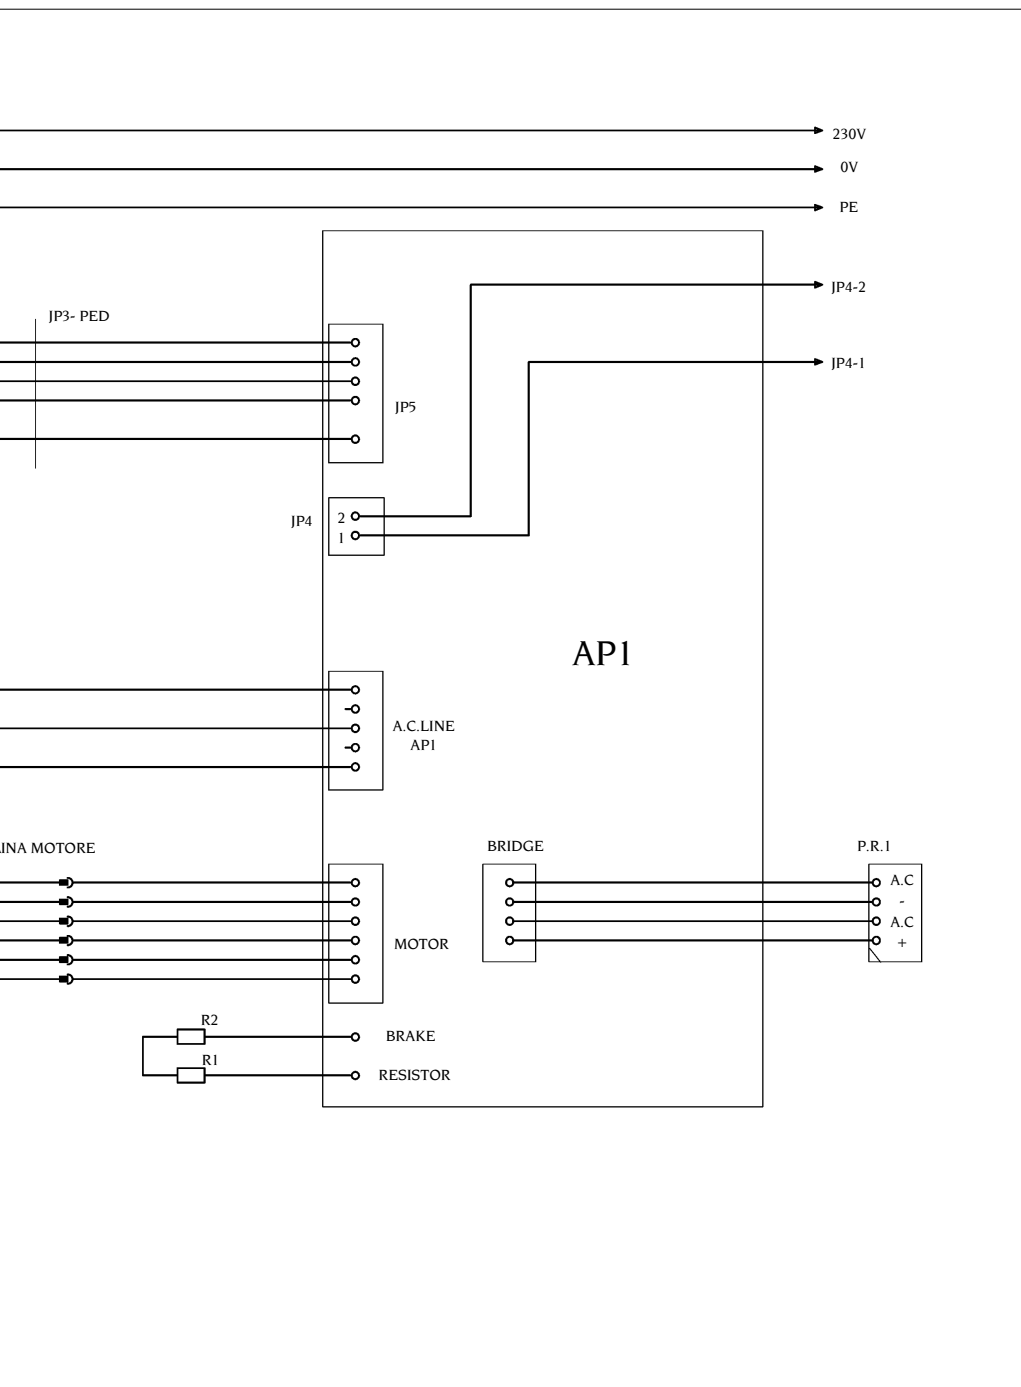 230V
0V
PE
JP4-2
JP3- PED
JP4-1
JP5
JP4
2
1
AP1
A.C.LINE
AP1
INA MOTORE
BRIDGE
P.R.1
A.C
-
A.C
+
MOTOR
R2
BRAKE
R1
RESISTOR